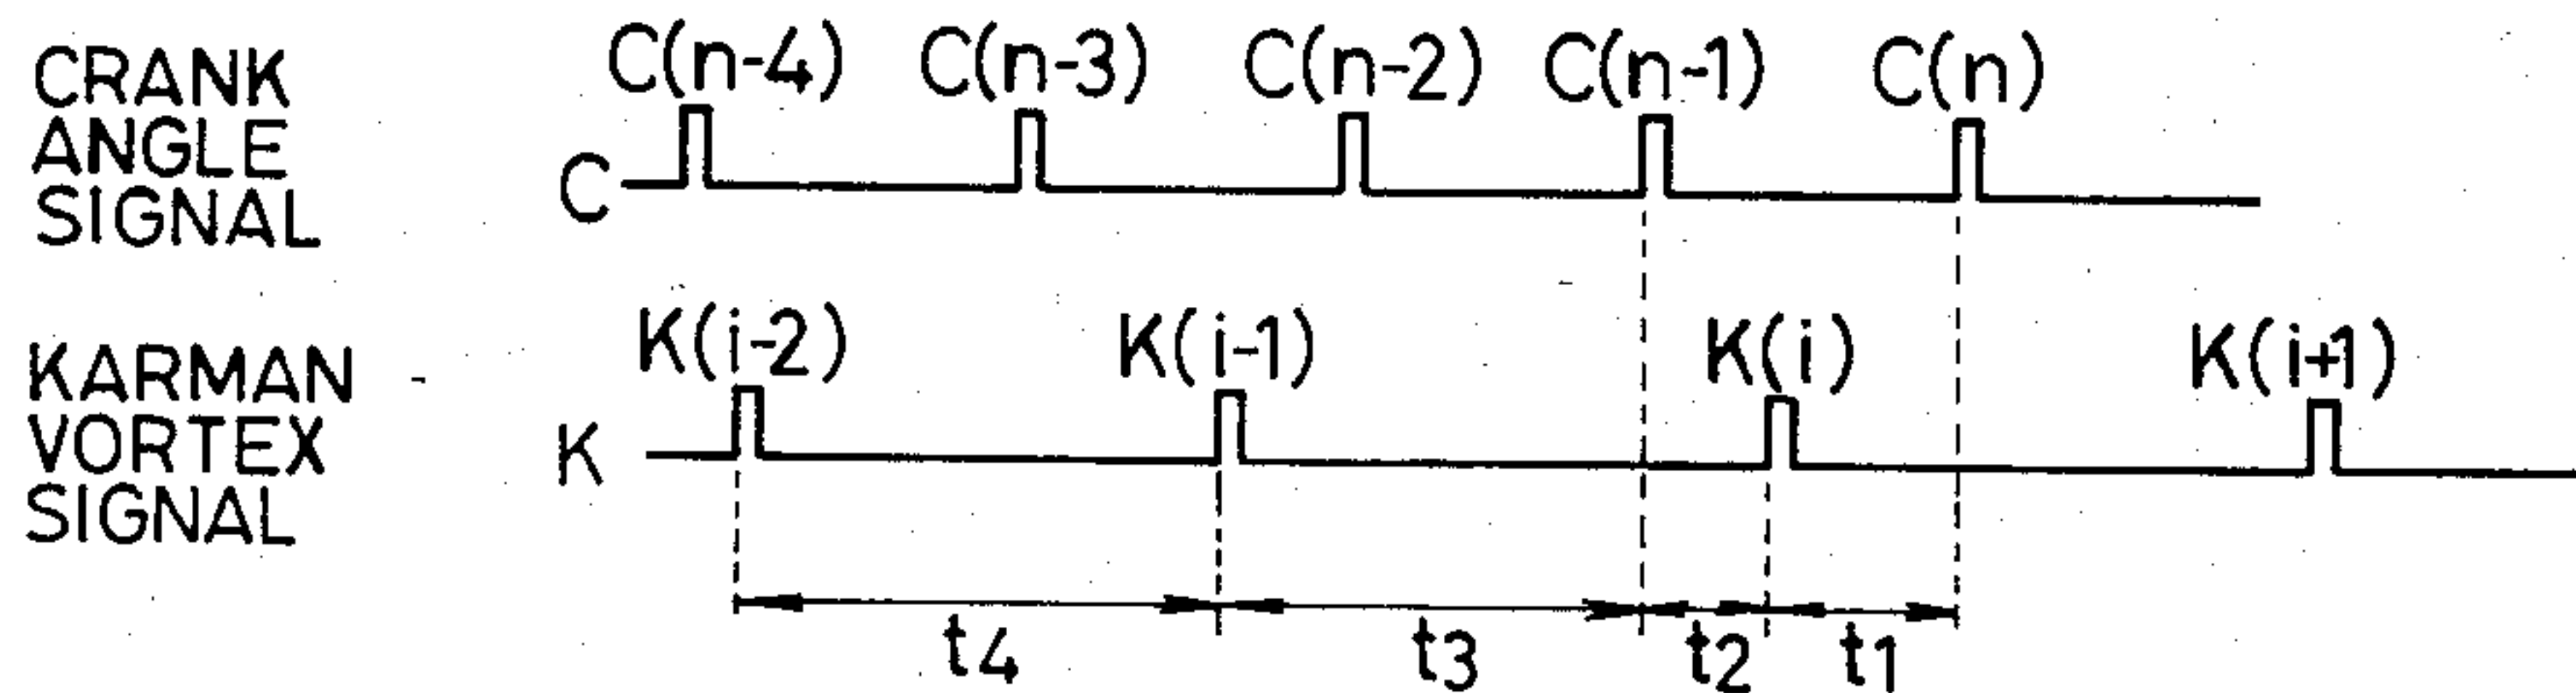 CRANK
ANGLE
SIGNAL
C
C(n-4) C(n-3) C(n-2) C(n-1) C(n)
KARMAN
VORTEX
SIGNAL
K
K(i-2) K(i-1) K(i) K(i+1)
t4 t3 t2 t1